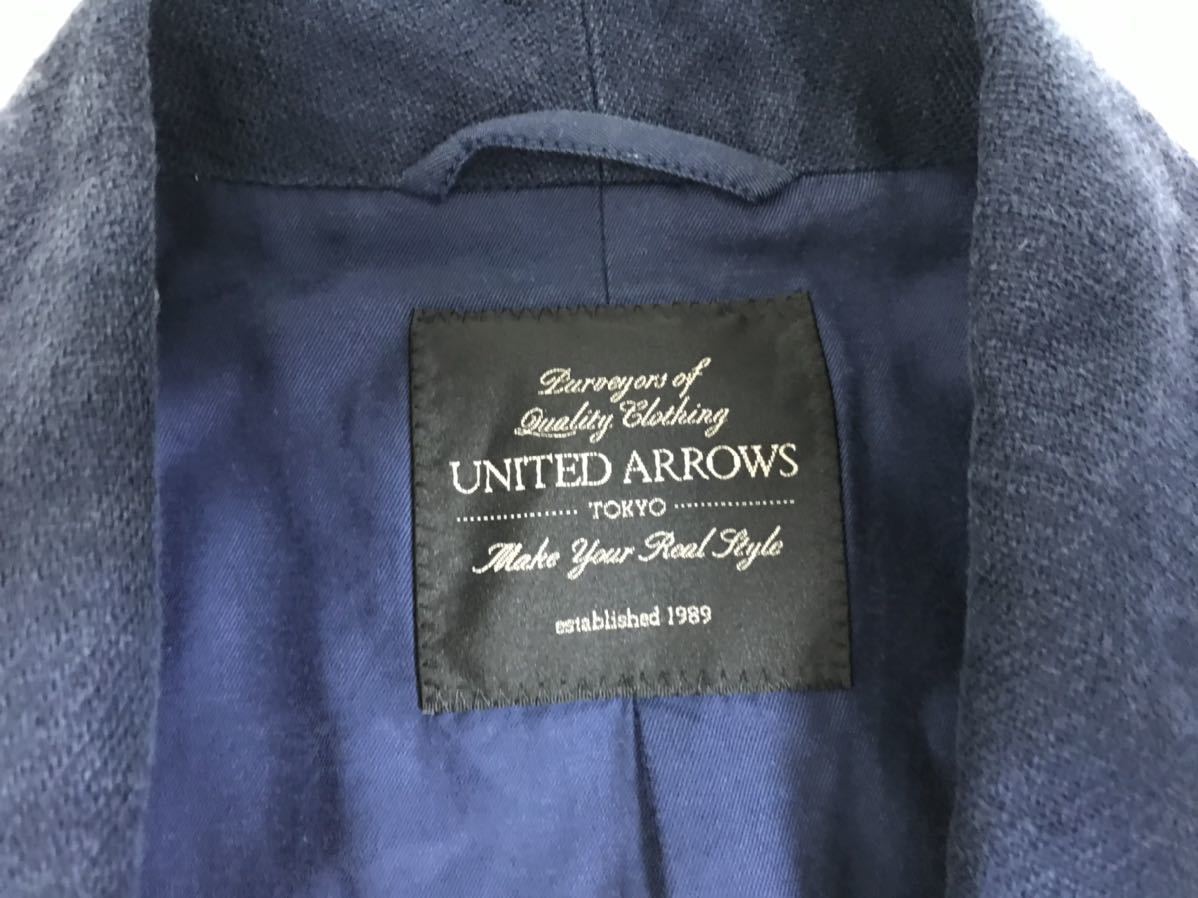 Purveyors of
Quality Clothing
UNITED ARROWS
TOKYO
Make Your Real Style
established 1989